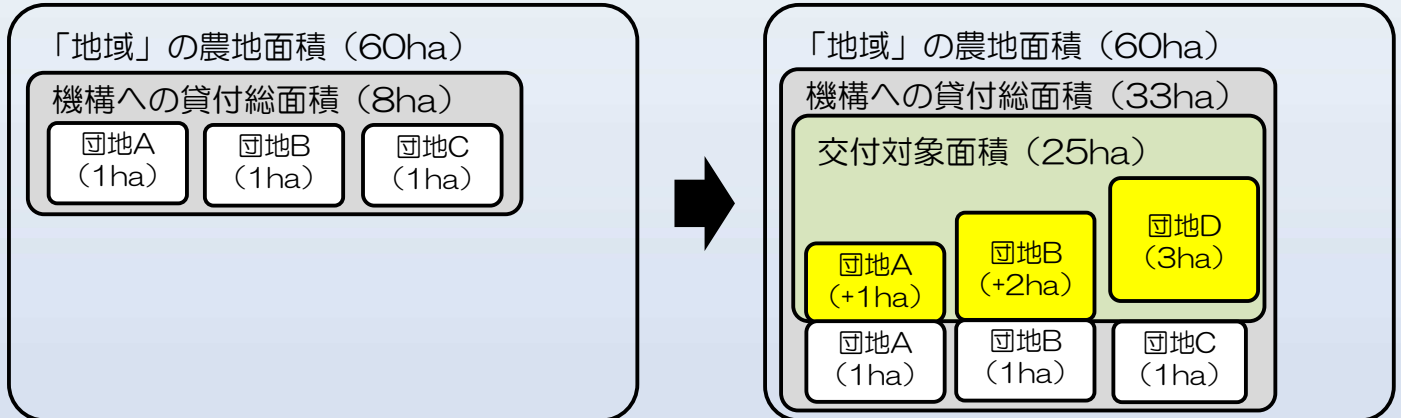 「地域」の農地面積（60ha）
機構への貸付総面積（8ha）
団地A
（1ha）
団地B
（1ha）
団地C
（1ha）
「地域」の農地面積（60ha）
機構への貸付総面積（33ha）
交付対象面積（25ha）
団地A
（+1ha）
団地B
（+2ha）
団地D
（3ha）
団地A
（1ha）
団地B
（1ha）
団地C
（1ha）